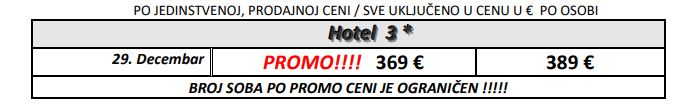 PO JEDINSTVENOJ, PRODAJNOJ CENI / SVE UKLJUČENO U CENU U € PO OSOBI
Hotel 3 *
29. Decembar PROMO!!!! 369 € 389 €
BROJ SOBA PO PROMO CENI JE OGRANIČEN !!!!!